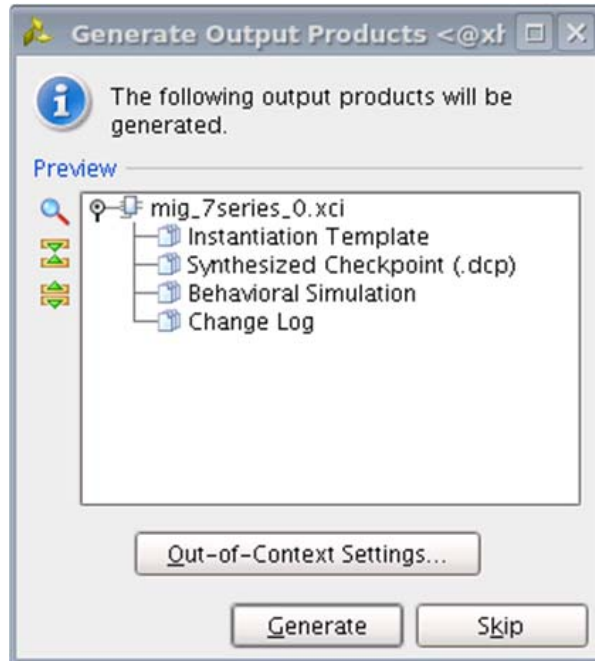 Generate Output Products <@xl
The following output products will be
generated.
Preview
mig_7series_0.xci
Instantiation Template
Synthesized Checkpoint (.dcp)
Behavioral Simulation
Change Log
Out-of-Context Settings...
Generate
Skip